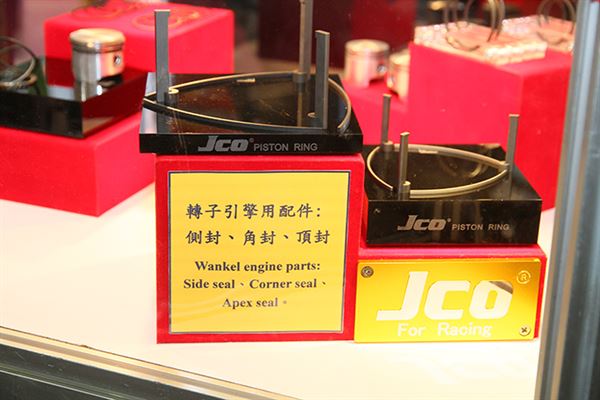 Jco® PISTON RING
轉子引擎用配件:
側封、角封、頂封
Wankel engine parts:
Side seal、Corner seal、
Apex seal。
Jco® PISTON RING
Jco®
For Racing